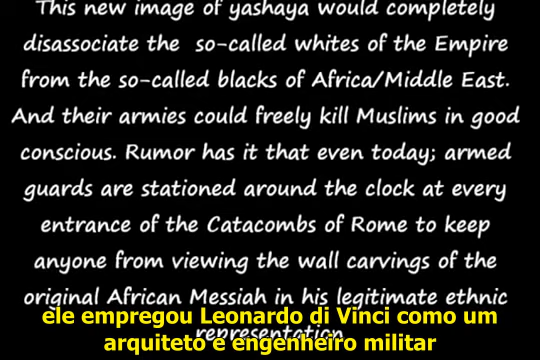 This new image of yashaya would completely
disassociate the so-called whites of the Empire
from the so-called blacks of Africa/Middle East.
And their armies could freely kill Muslims in good
conscious. Rumor has it that even today; armed
guards are stationed around the clock at every
entrance of the Catacombs of Rome to keep
anyone from viewing the wall carvings of the
original African Messiah in his legitimate ethnic
representation
ele empregou Leonardo di Vinci como um
arquiteto e engenheiro militar